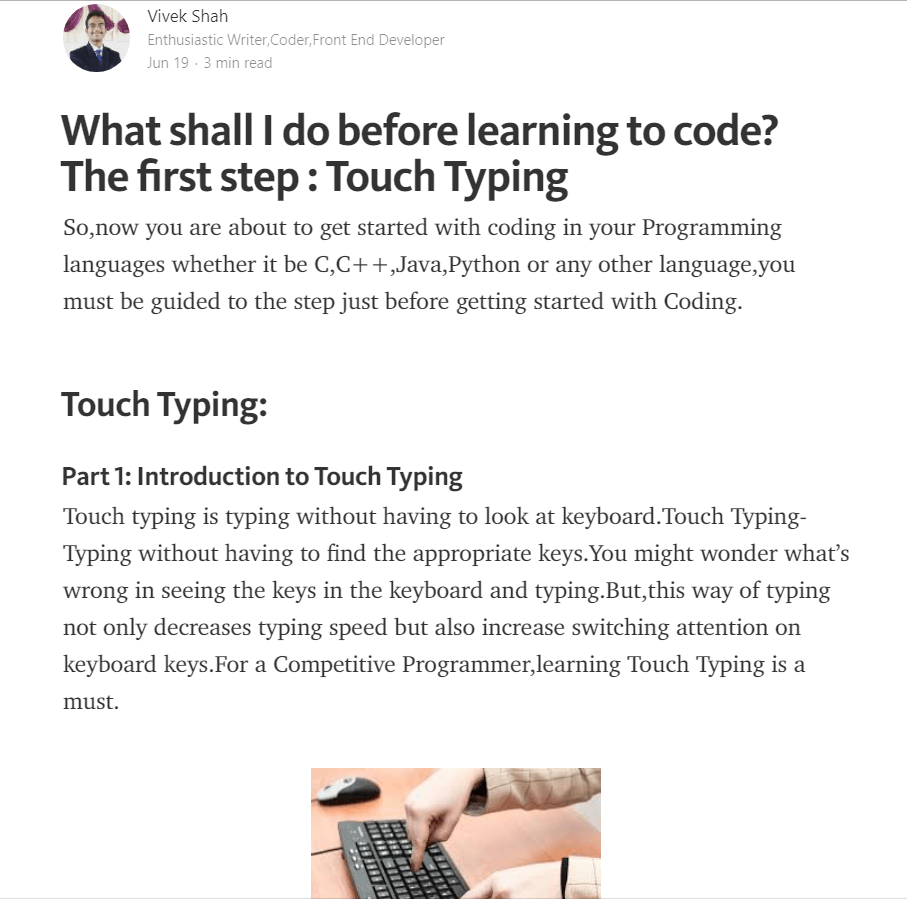 Vivek Shah
Enthusiastic Writer,Coder,Front End Developer
Jun 19 · 3 min read
What shall I do before learning to code?
The first step : Touch Typing
So,now you are about to get started with coding in your Programming
languages whether it be C,C++,Java,Python or any other language,you
must be guided to the step just before getting started with Coding.
Touch Typing:
Part 1: Introduction to Touch Typing
Touch typing is typing without having to look at keyboard.Touch Typing-
Typing without having to find the appropriate keys.You might wonder what’s
wrong in seeing the keys in the keyboard and typing.But,this way of typing
not only decreases typing speed but also increase switching attention on
keyboard keys.For a Competitive Programmer,learning Touch Typing is a
must.